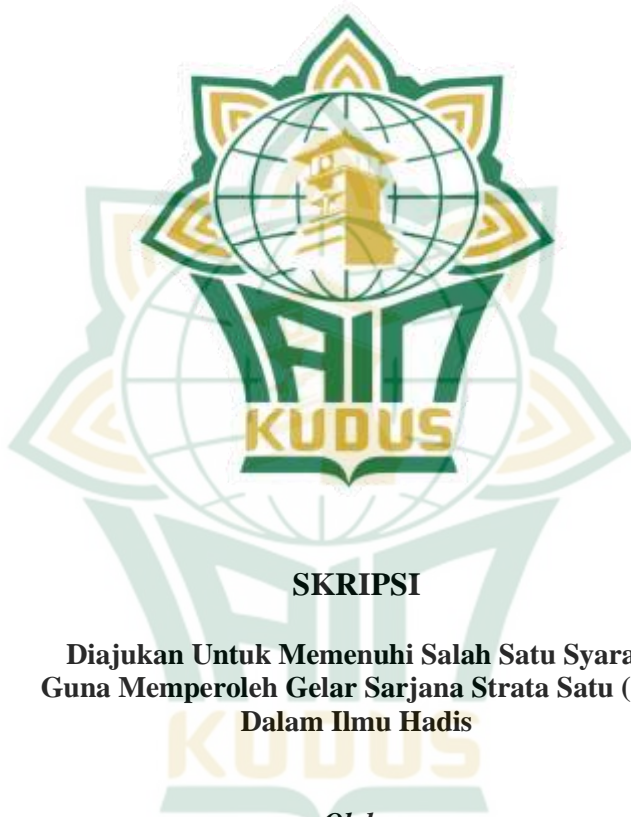 IAIN
KUDUS
SKRIPSI
Diajukan Untuk Memenuhi Salah Satu Syara
Guna Memperoleh Gelar Sarjana Strata Satu (
Dalam Ilmu Hadis